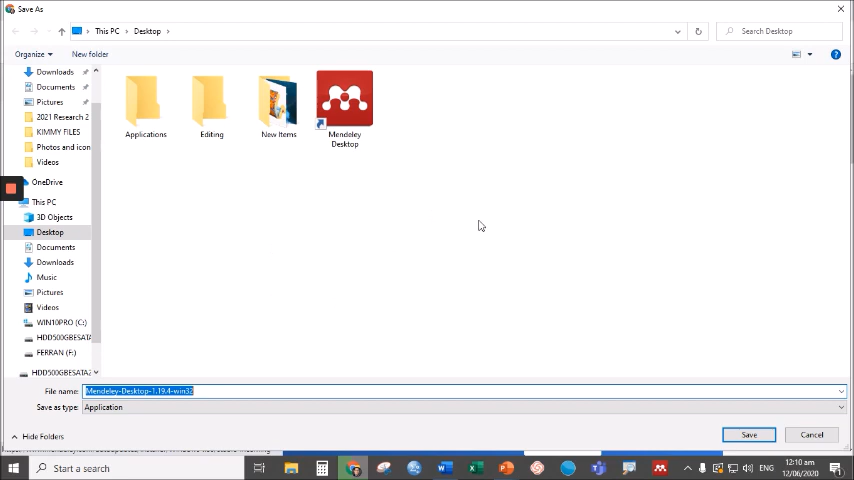 Save As
This PC > Desktop >
Search Desktop
Organize
New folder
Downloads
Documents
Pictures
2021 Research 2
KIMMY FILES
Photos and icon
Videos
OneDrive
This PC
3D Objects
Desktop
Documents
Downloads
Music
Pictures
Videos
WIN10PRO (C:)
HDD500GBESATA
FERRAN (F:)
HDD500GBESATA2
Applications
Editing
New Items
Mendeley
Desktop
File name:
Mendeley-Desktop-1.19.4-win32
Save as type:
Application
Hide Folders
Save
Cancel
Start a search
ENG
12:10 am
12/06/2020